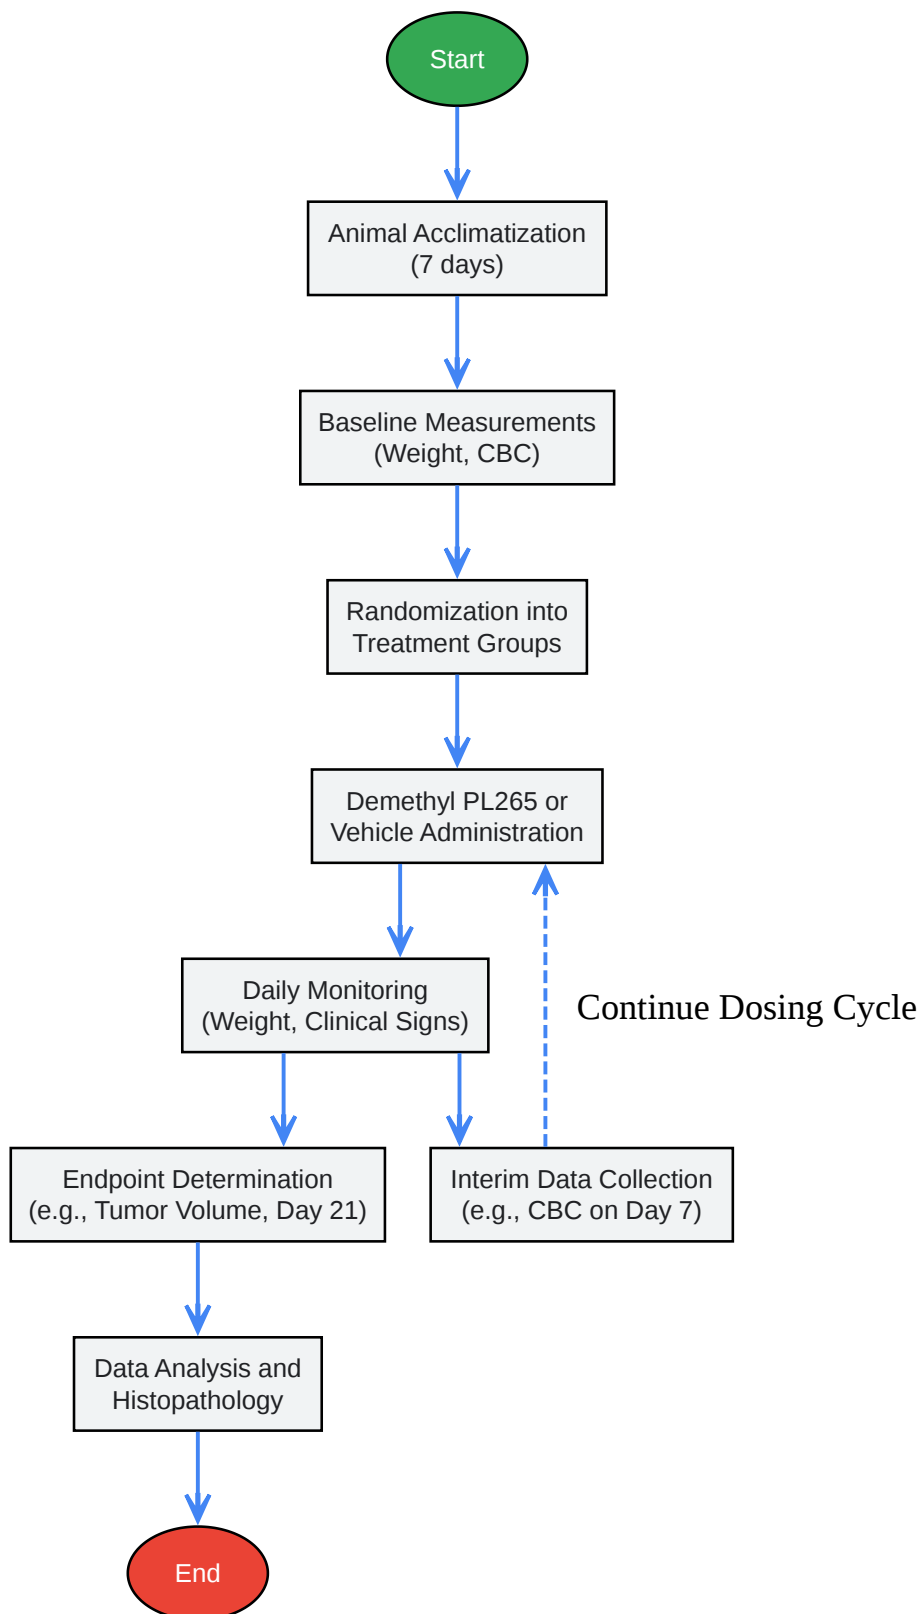 Start
Animal Acclimatization
(7 days)
Baseline Measurements
(Weight, CBC)
Randomization into
Treatment Groups
Demethyl PL265 or
Vehicle Administration
Daily Monitoring
(Weight, Clinical Signs)
Continue Dosing Cycle
Endpoint Determination
(e.g., Tumor Volume, Day 21)
Interim Data Collection
(e.g., CBC on Day 7)
Data Analysis and
Histopathology
End